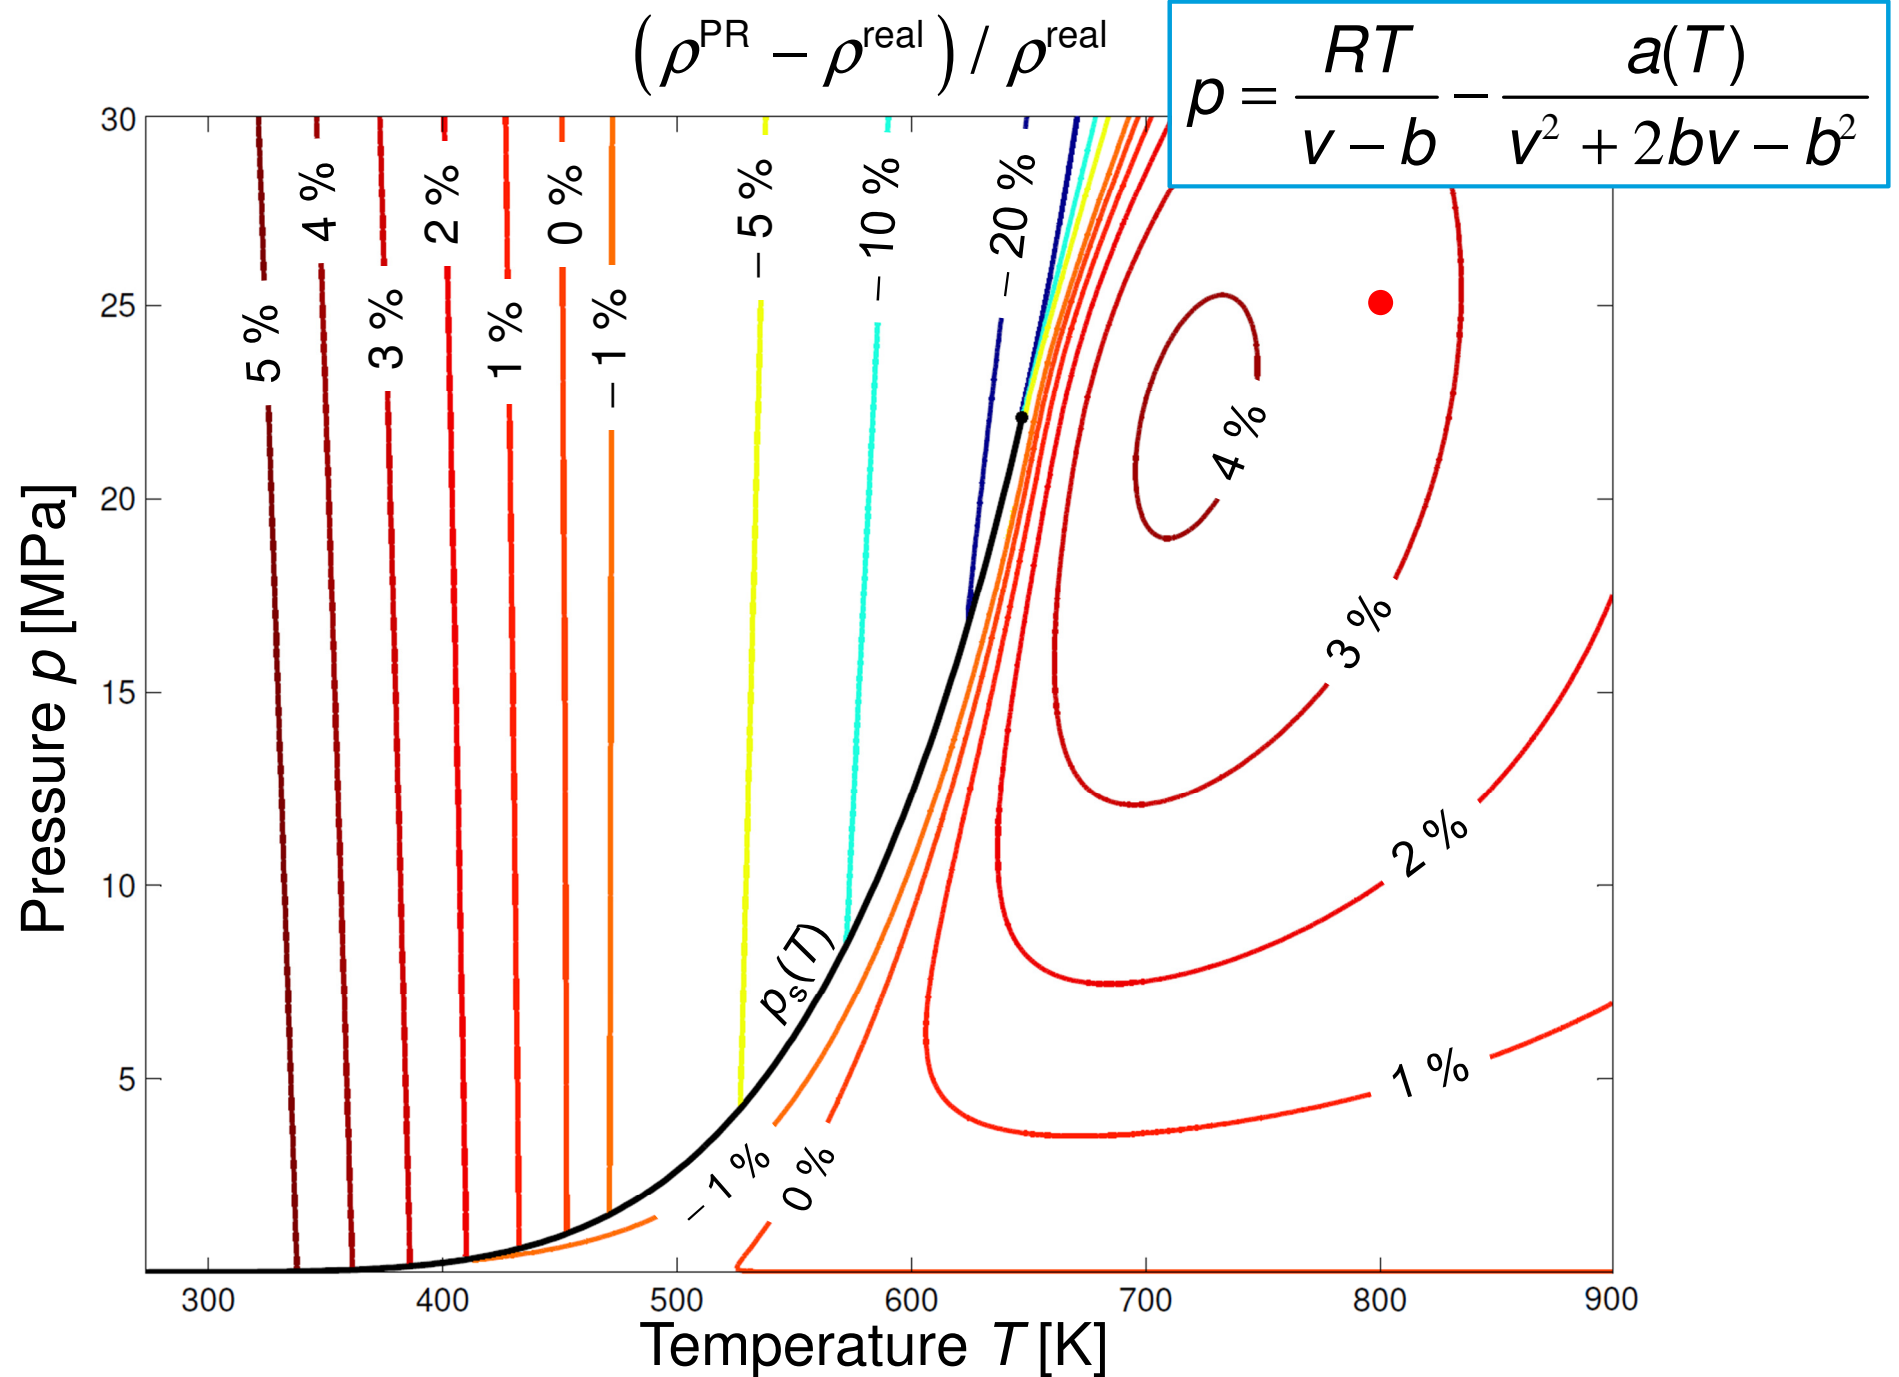 (ρ^PR − ρ^real) / ρ^real
p = RT / (v − b) − a(T) / (v² + 2bv − b²)
30
25
20
15
10
5
Pressure p [MPa]
5 %
4 %
3 %
2 %
1 %
0 %
− 1 %
− 5 %
− 10 %
− 20 %
4 %
3 %
2 %
1 %
pₛ(T)
− 1 %
0 %
300 400 500 600 700 800 900
Temperature T [K]